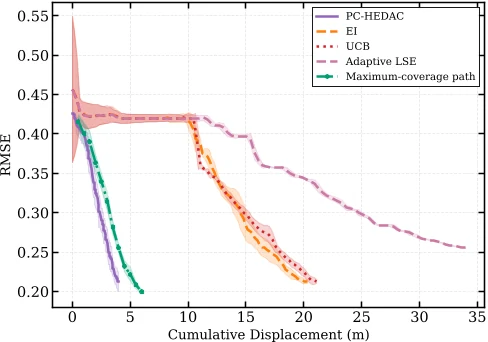 0.55
0.50
0.45
0.40
0.35
0.30
0.25
0.20
RMSE
PC-HEDAC
EI
UCB
Adaptive LSE
Maximum-coverage path
0 5 10 15 20 25 30 35
Cumulative Displacement (m)